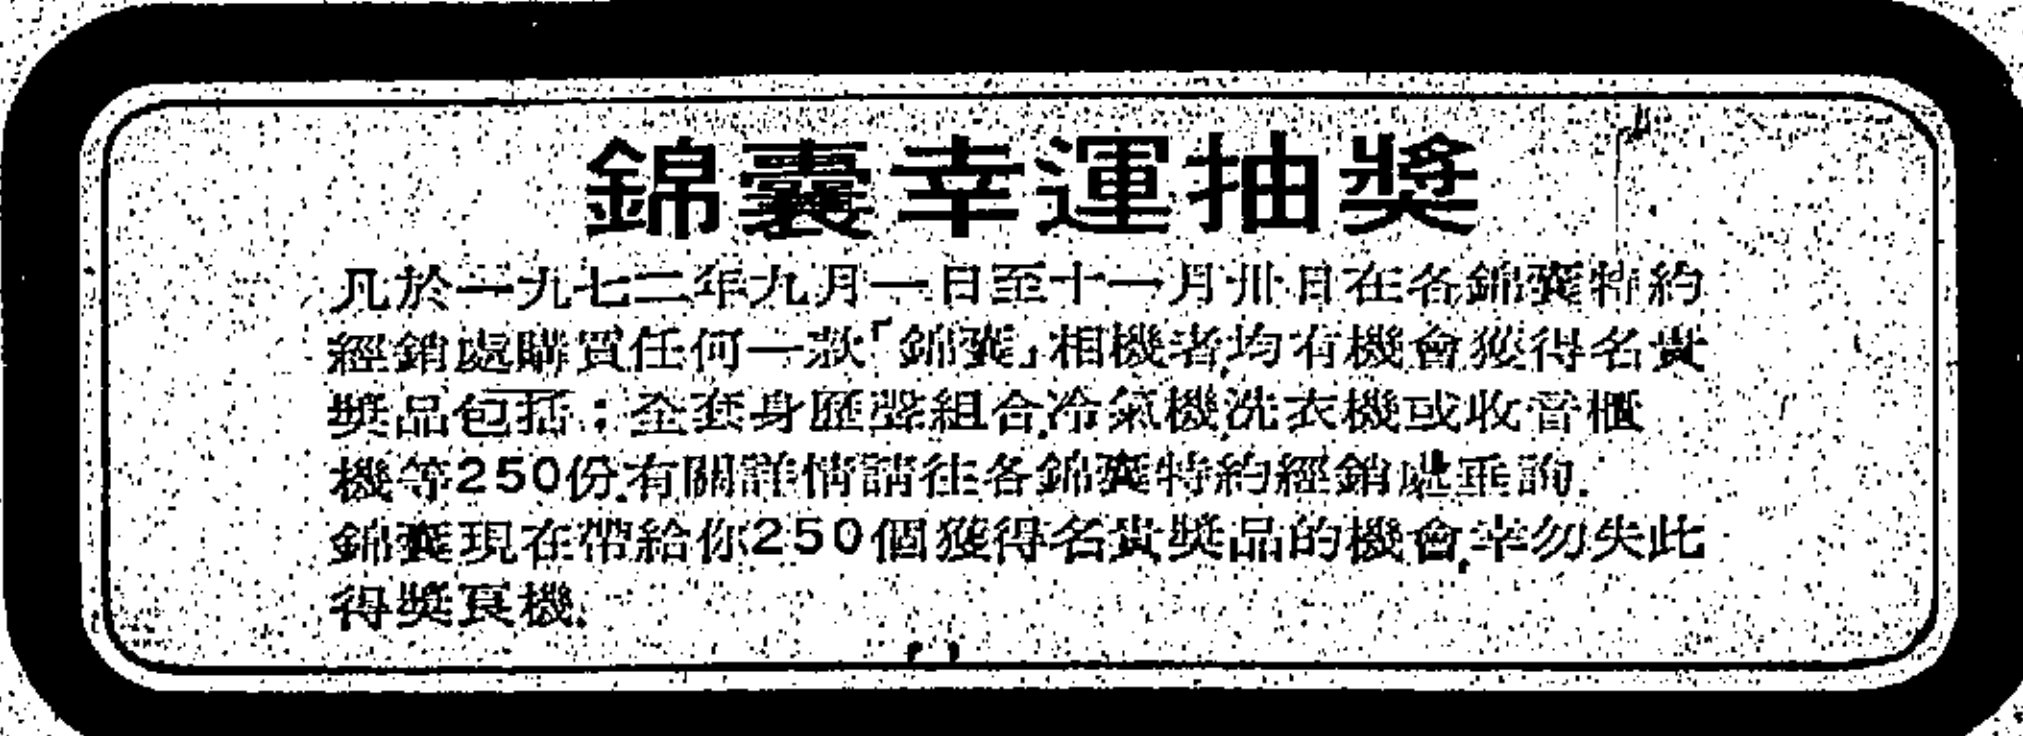 錦囊幸運抽獎
凡於一九七二年九月一日至十一月卅日在各錦囊特約
經銷處購買任何一款「錦囊」相機者,均有機會獲得名貴
獎品包括:全套身歷聲組合,冷氣機,洗衣機或收音櫃
機等250份.有關詳情請往各錦囊特約經銷處垂詢.
錦囊現在帶給你250個獲得名貴獎品的機會,幸勿失此
得獎良機.